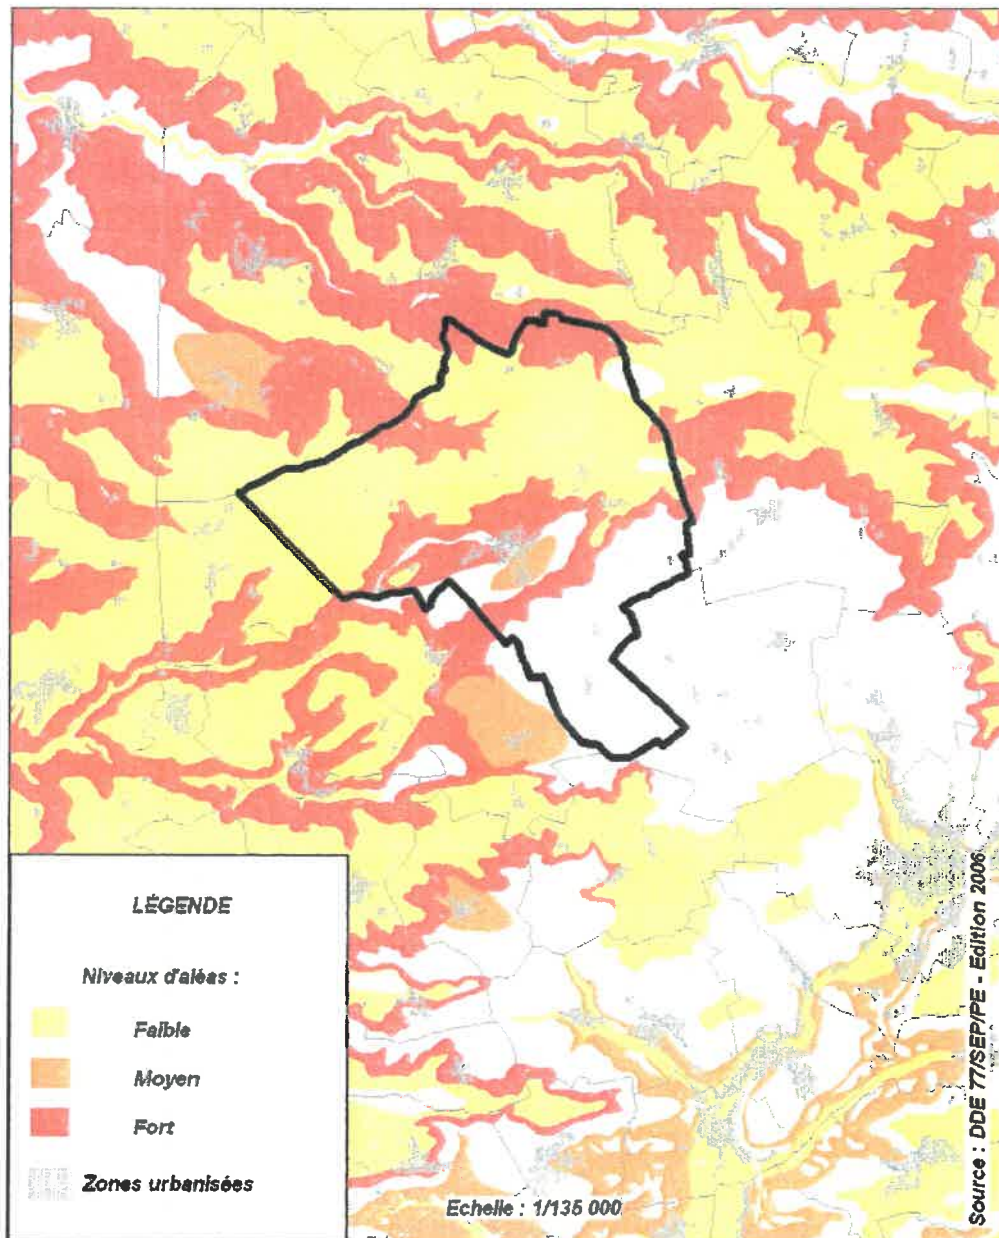 LÉGENDE
Niveaux d'aléas :
Faible
Moyen
Fort
Zones urbanisées
Echelle : 1/135 000
Source : DDE 77/SEP/PE - Edition 2006